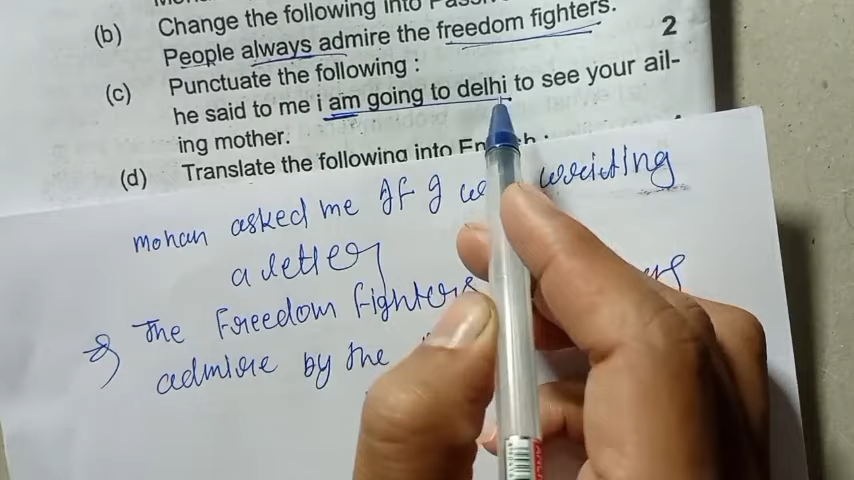 (b) Change the following into
People always admire the freedom fighters.
2
(c) Punctuate the following :
he said to me i am going to delhi to see your ail-
ing mother.
(d) Translate the following into
mohan asked me If I writing
a letter
The Freedom Fighters
admire by the